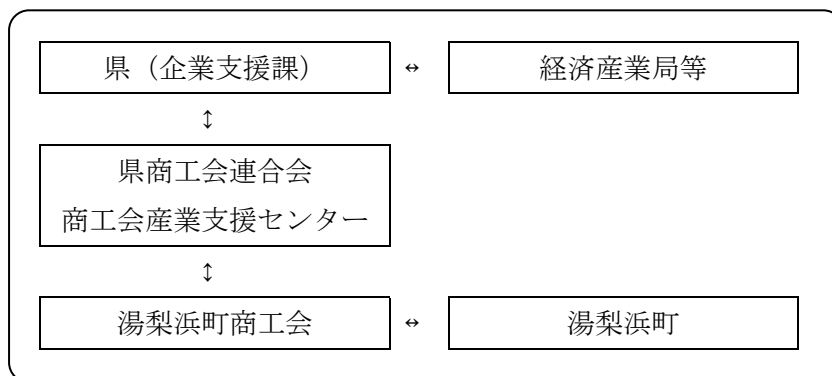 県（企業支援課） ↔ 経済産業局等
↕
県商工会連合会
商工会産業支援センター
↕
湯梨浜町商工会 ↔ 湯梨浜町